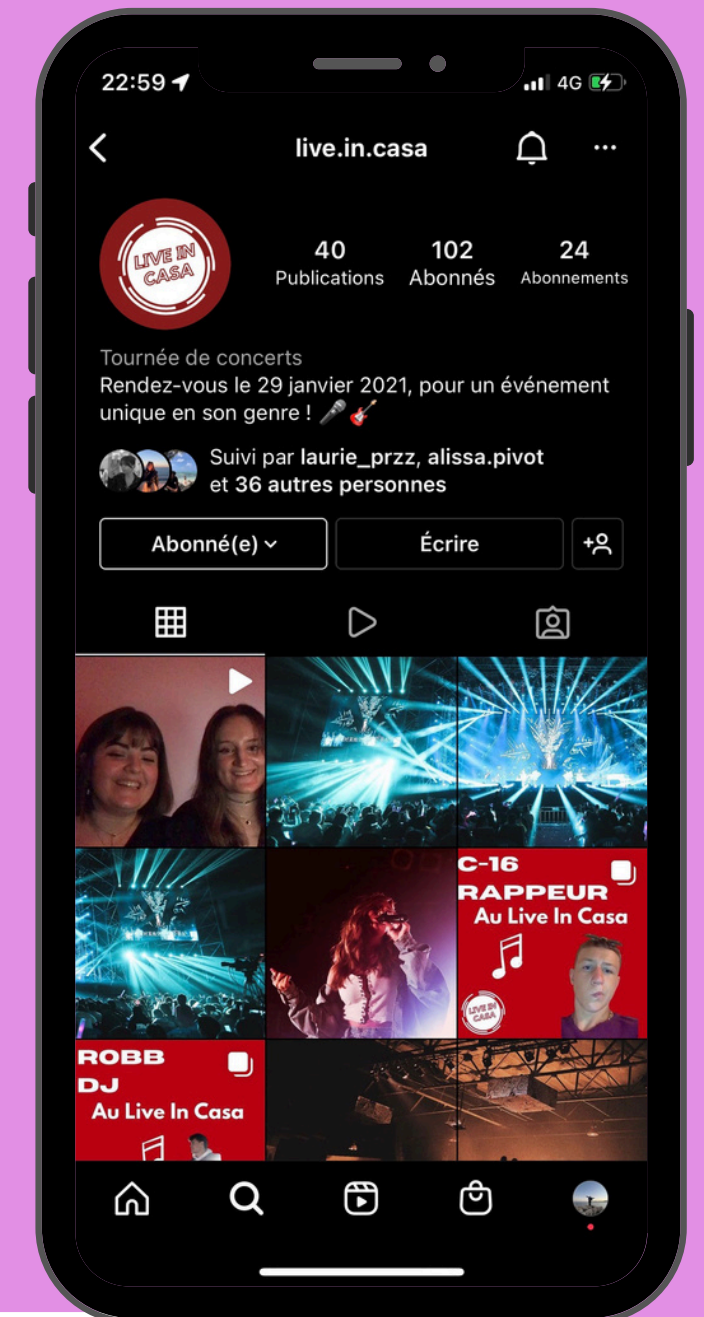 22:59
4G
live.in.casa
LIVE IN
CASA
40
102
24
Publications
Abonnés
Abonnements
Tournée de concerts
Rendez-vous le 29 janvier 2021, pour un événement
unique en son genre ! 🎤🎸
Suivi par laurie_przz, alissa.pivot
et 36 autres personnes
Abonné(e)
Écrire
C-16
RAPPEUR
Au Live In Casa
LIVE IN
CASA
ROBB
DJ
Au Live In Casa